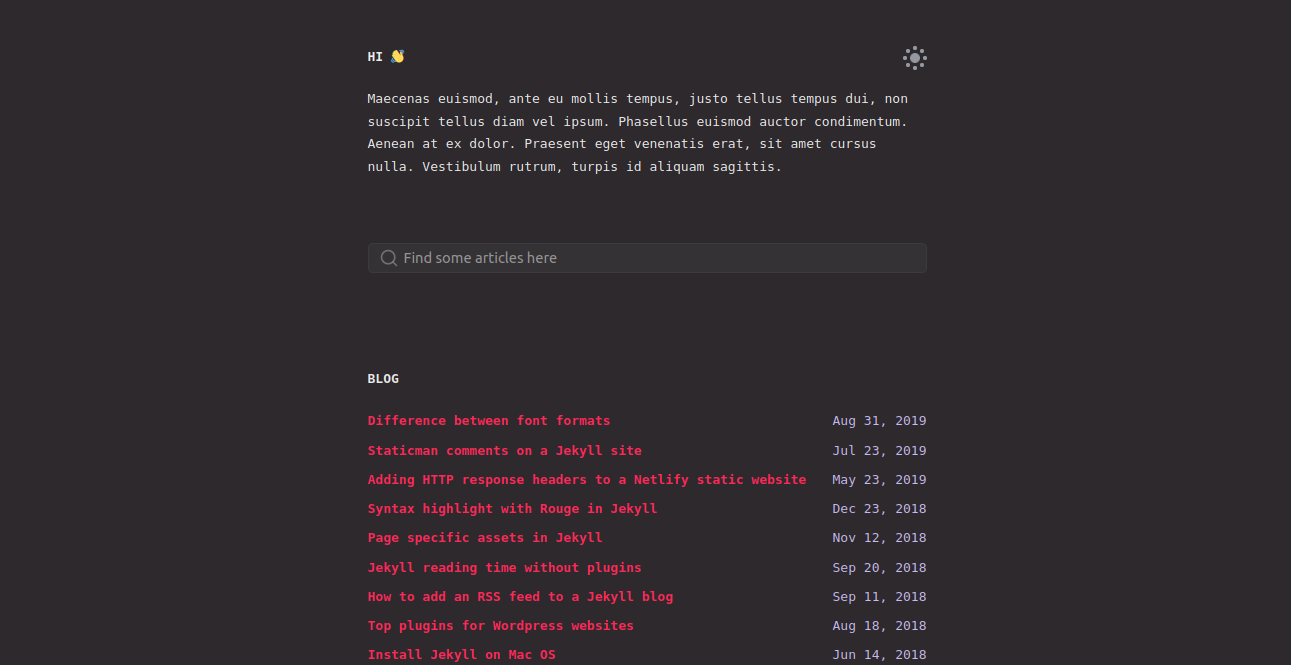 HI 👋
Maecenas euismod, ante eu mollis tempus, justo tellus tempus dui, non
suscipit tellus diam vel ipsum. Phasellus euismod auctor condimentum.
Aenean at ex dolor. Praesent eget venenatis erat, sit amet cursus
nulla. Vestibulum rutrum, turpis id aliquam sagittis.
Find some articles here
BLOG
Difference between font formats Aug 31, 2019
Staticman comments on a Jekyll site Jul 23, 2019
Adding HTTP response headers to a Netlify static website May 23, 2019
Syntax highlight with Rouge in Jekyll Dec 23, 2018
Page specific assets in Jekyll Nov 12, 2018
Jekyll reading time without plugins Sep 20, 2018
How to add an RSS feed to a Jekyll blog Sep 11, 2018
Top plugins for Wordpress websites Aug 18, 2018
Install Jekyll on Mac OS Jun 14, 2018